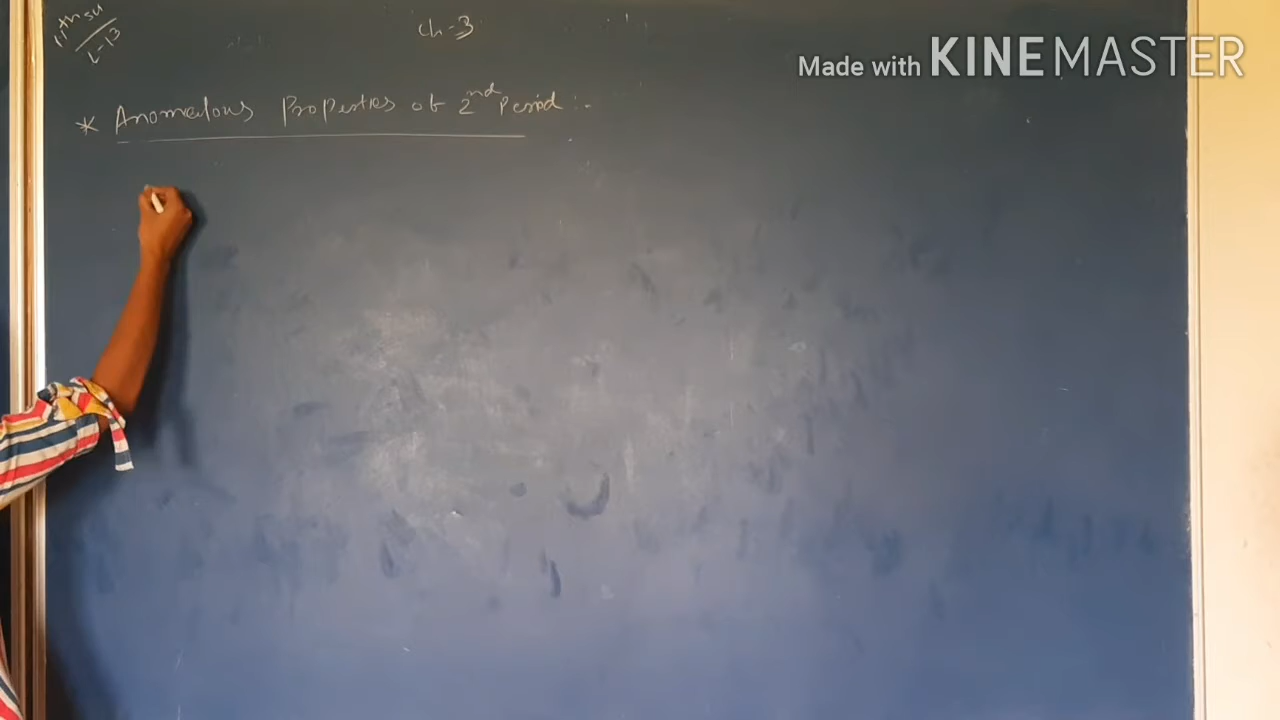 11th sci
L-13
Ch-3
Made with KINEMASTER
* Anomalous Properties of 2nd Period :-